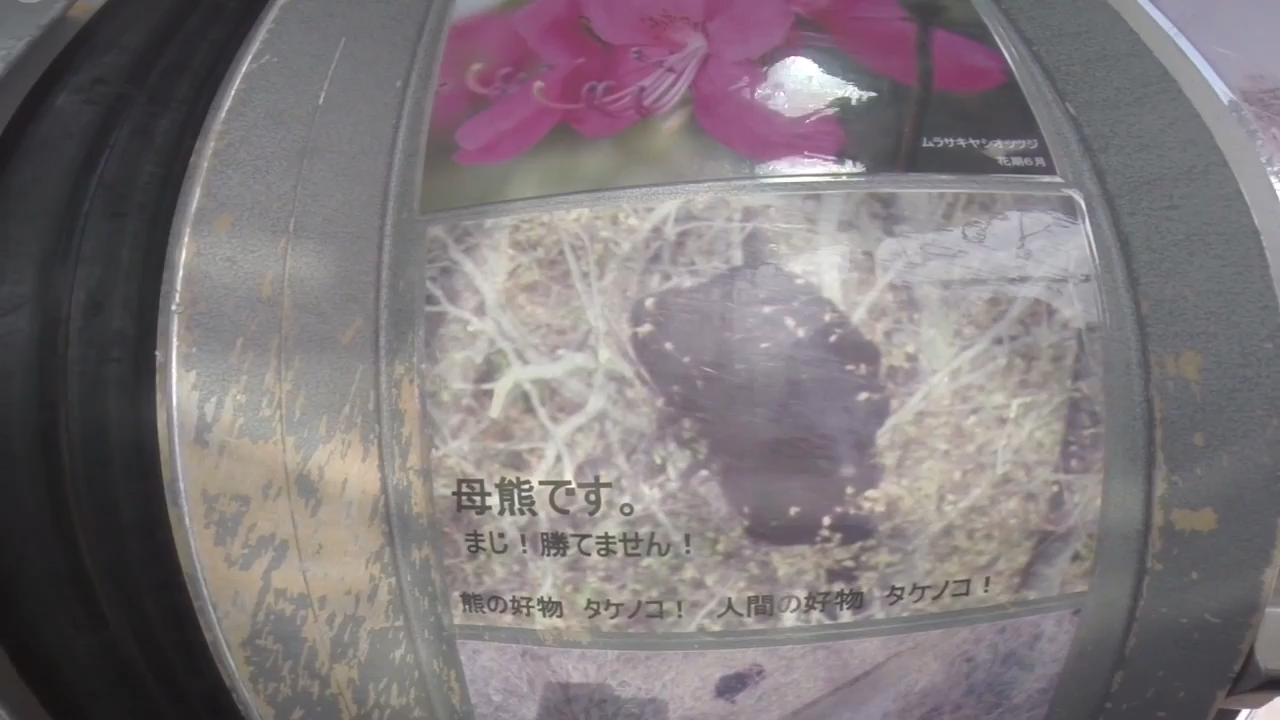 ムラサキヤシオツツジ
花期6月
母熊です。
まじ！勝てません！
熊の好物 タケノコ！ 人間の好物 タケノコ！